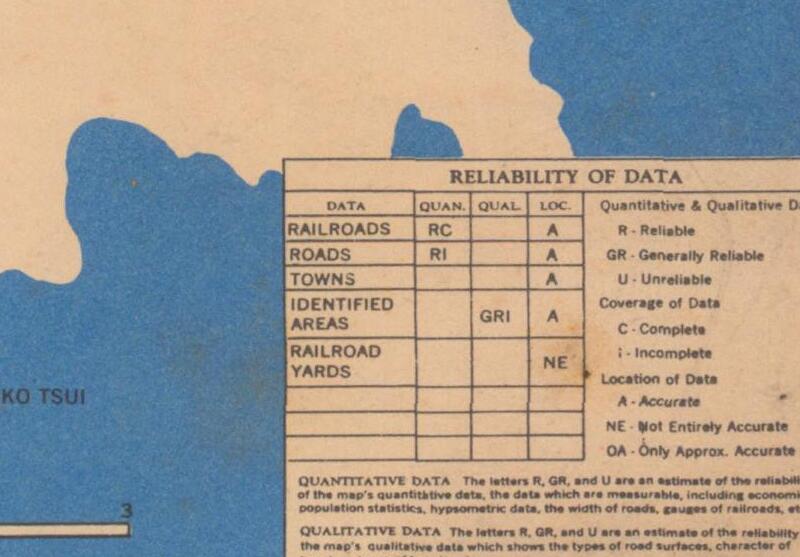 RELIABILITY OF DATA
DATA QUAN. QUAL. LOC.
RAILROADS RC A
ROADS RI A
TOWNS A
IDENTIFIED
AREAS GRI A
RAILROAD
YARDS NE
Quantitative & Qualitative
R - Reliable
GR - Generally Reliable
U - Unreliable
Coverage of Data
C - Complete
i - Incomplete
Location of Data
A - Accurate
NE - Not Entirely Accurate
OA - Only Approx. Accurate
KO TSUI
3
QUANTITATIVE DATA The letters R, GR, and U are an estimate of the
of the map's quantitative data, the data which are measurable, including
population statistics, hypsometric data, the width of roads, gauges of railroads,
QUALITATIVE DATA The letters R, GR, and U are an estimate of the reliability
the map's qualitative data which shows the types of road surfaces, character of